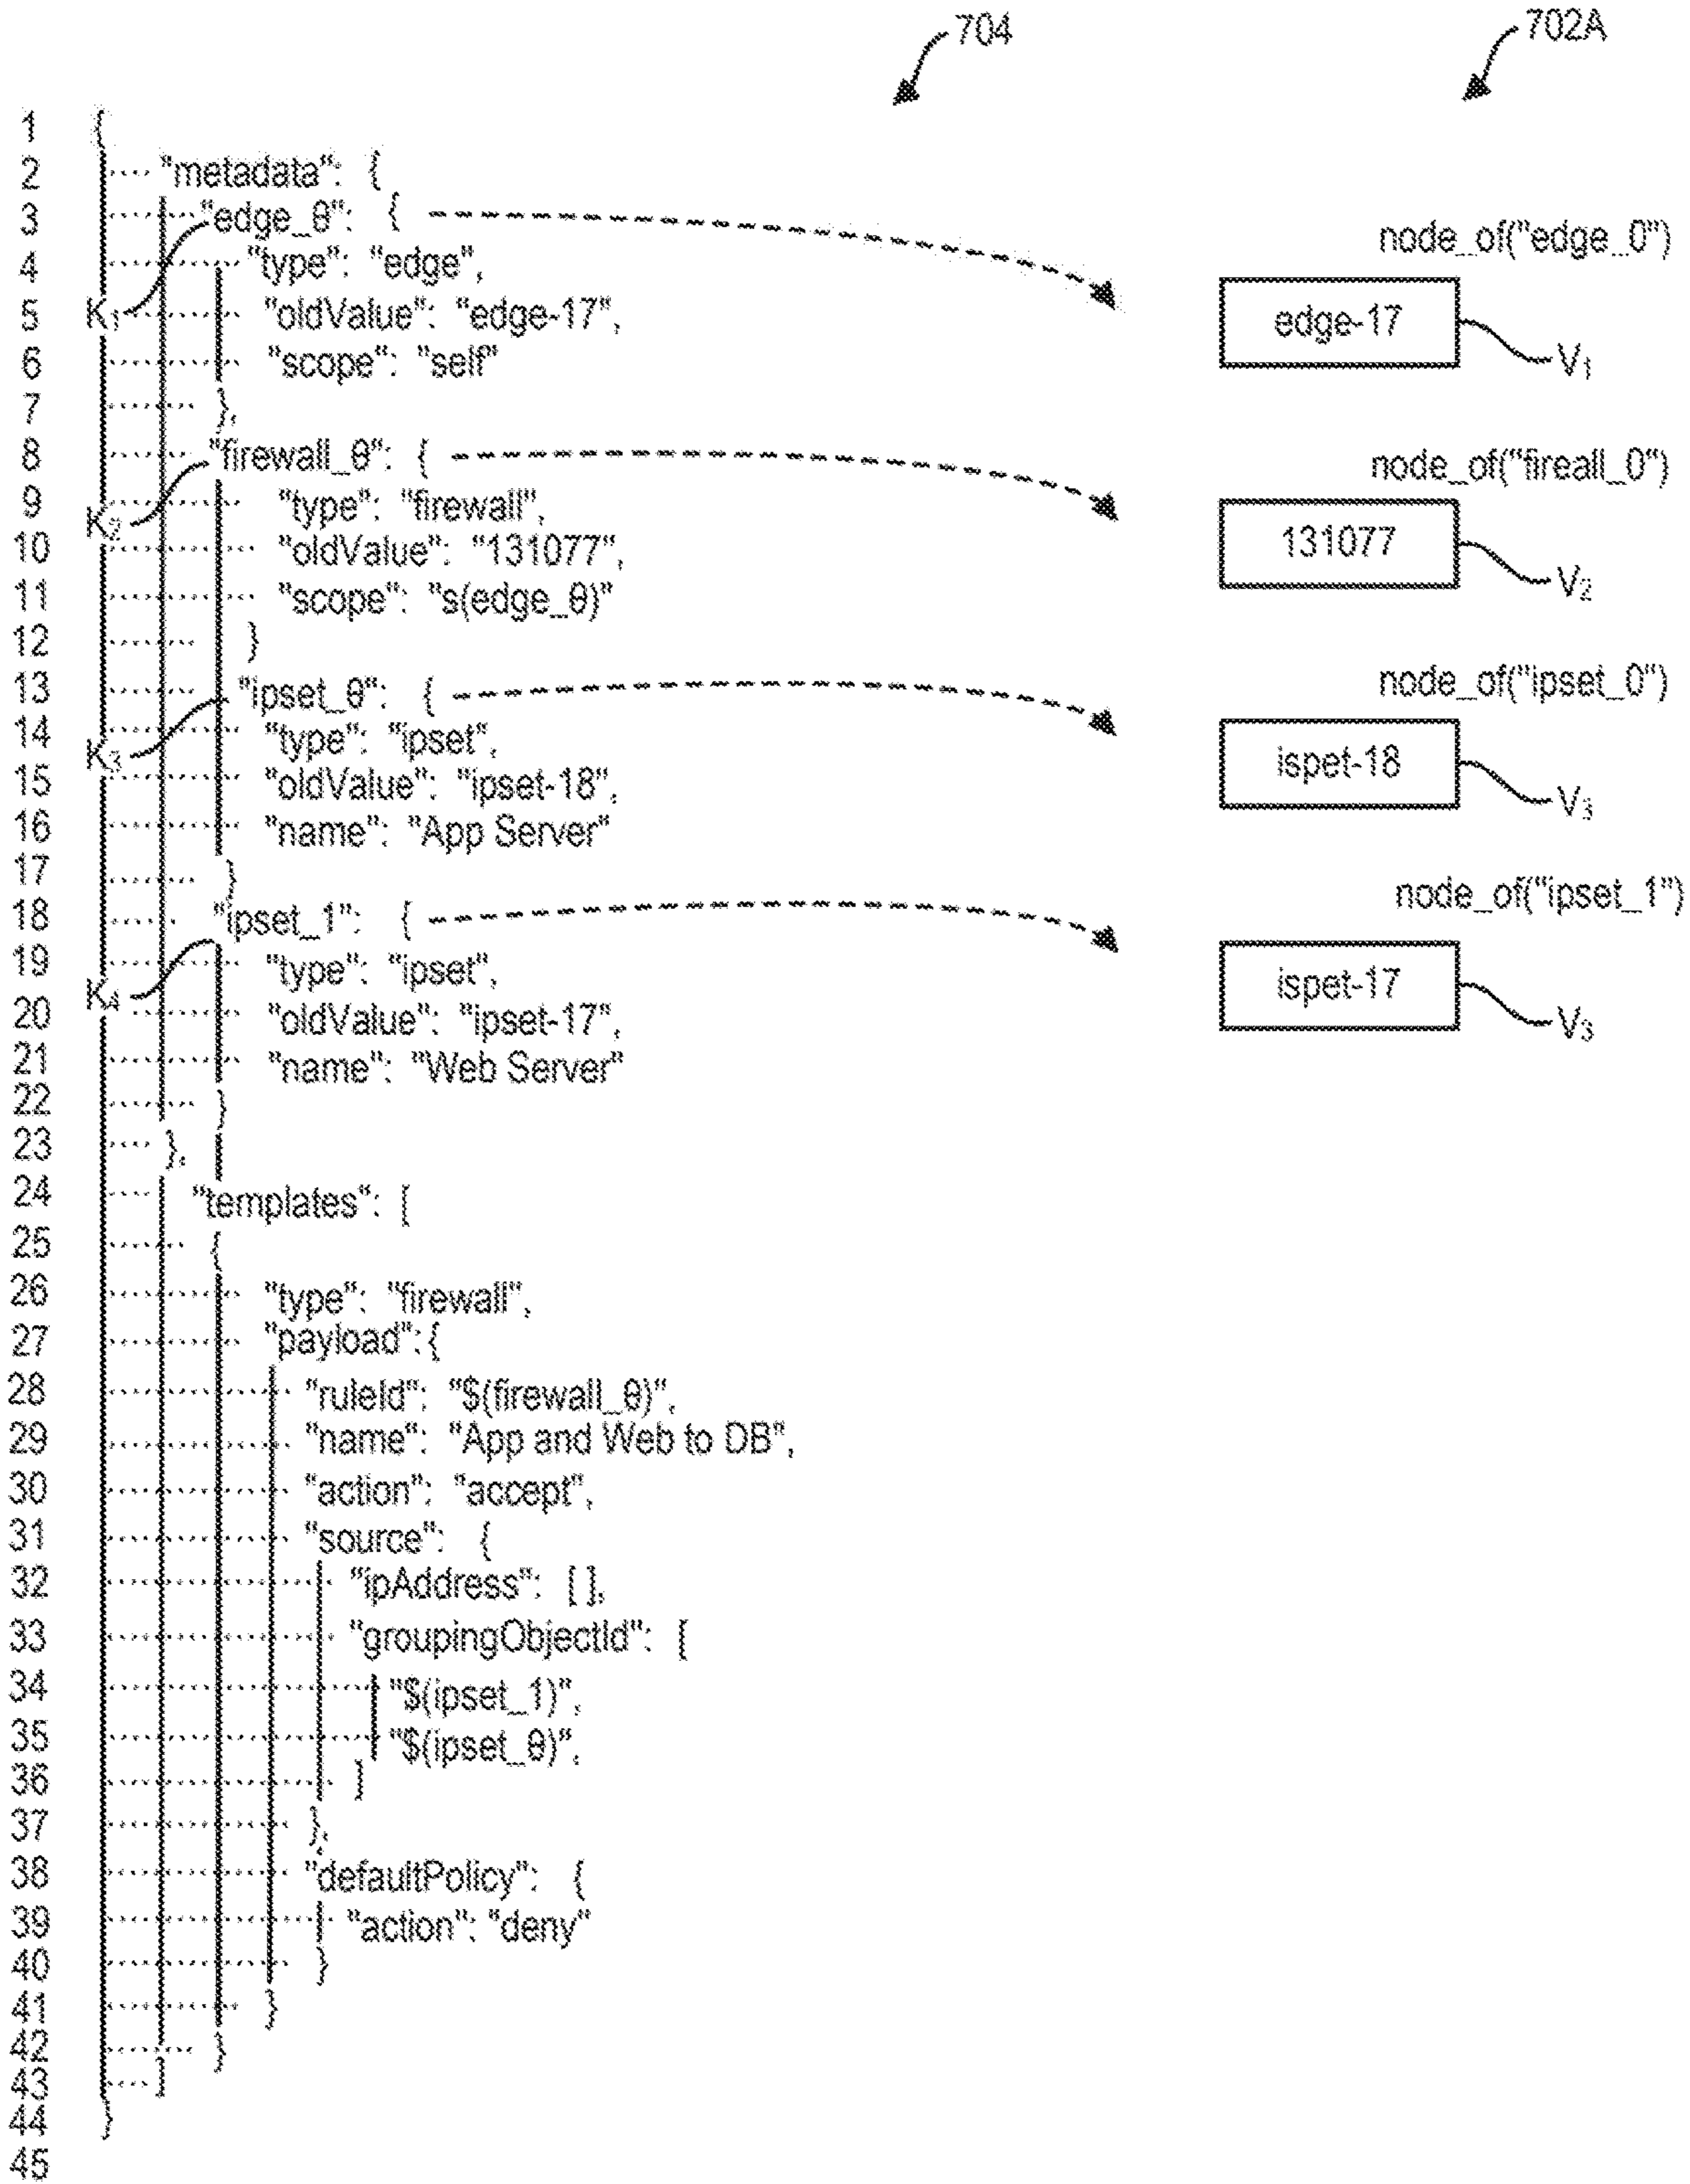 704
702A
1 {
2 "metadata": {
3 "edge_θ": {
node_of("edge_0")
4 "type": "edge",
K1
5 "oldValue": "edge-17",
edge-17
6 "scope": "self"
V1
7 },
8 "firewall_θ": {
node_of("fireall_0")
9 "type": "firewall",
K2
10 "oldValue": "131077",
131077
11 "scope": "s(edge_θ)"
V2
12 }
13 "ipset_θ": {
node_of("ipset_0")
14 "type": "ipset",
K3
15 "oldValue": "ipset-18",
ispet-18
16 "name": "App Server"
V3
17 }
18 "ipset_1": {
node_of("ipset_1")
19 "type": "ipset",
K4
20 "oldValue": "ipset-17",
ispet-17
21 "name": "Web Server"
V3
22 }
23 },
24 "templates": [
25 {
26 "type": "firewall",
27 "payload":{
28 "ruleId": "$(firewall_θ)",
29 "name": "App and Web to DB",
30 "action": "accept",
31 "source": {
32 "ipAddress": [ ],
33 "groupingObjectId": [
34 "$(ipset_1)",
35 "$(ipset_θ)",
36 ]
37 },
38 "defaultPolicy": {
39 "action": "deny"
40 }
41 }
42 }
43 ]
44 }
45